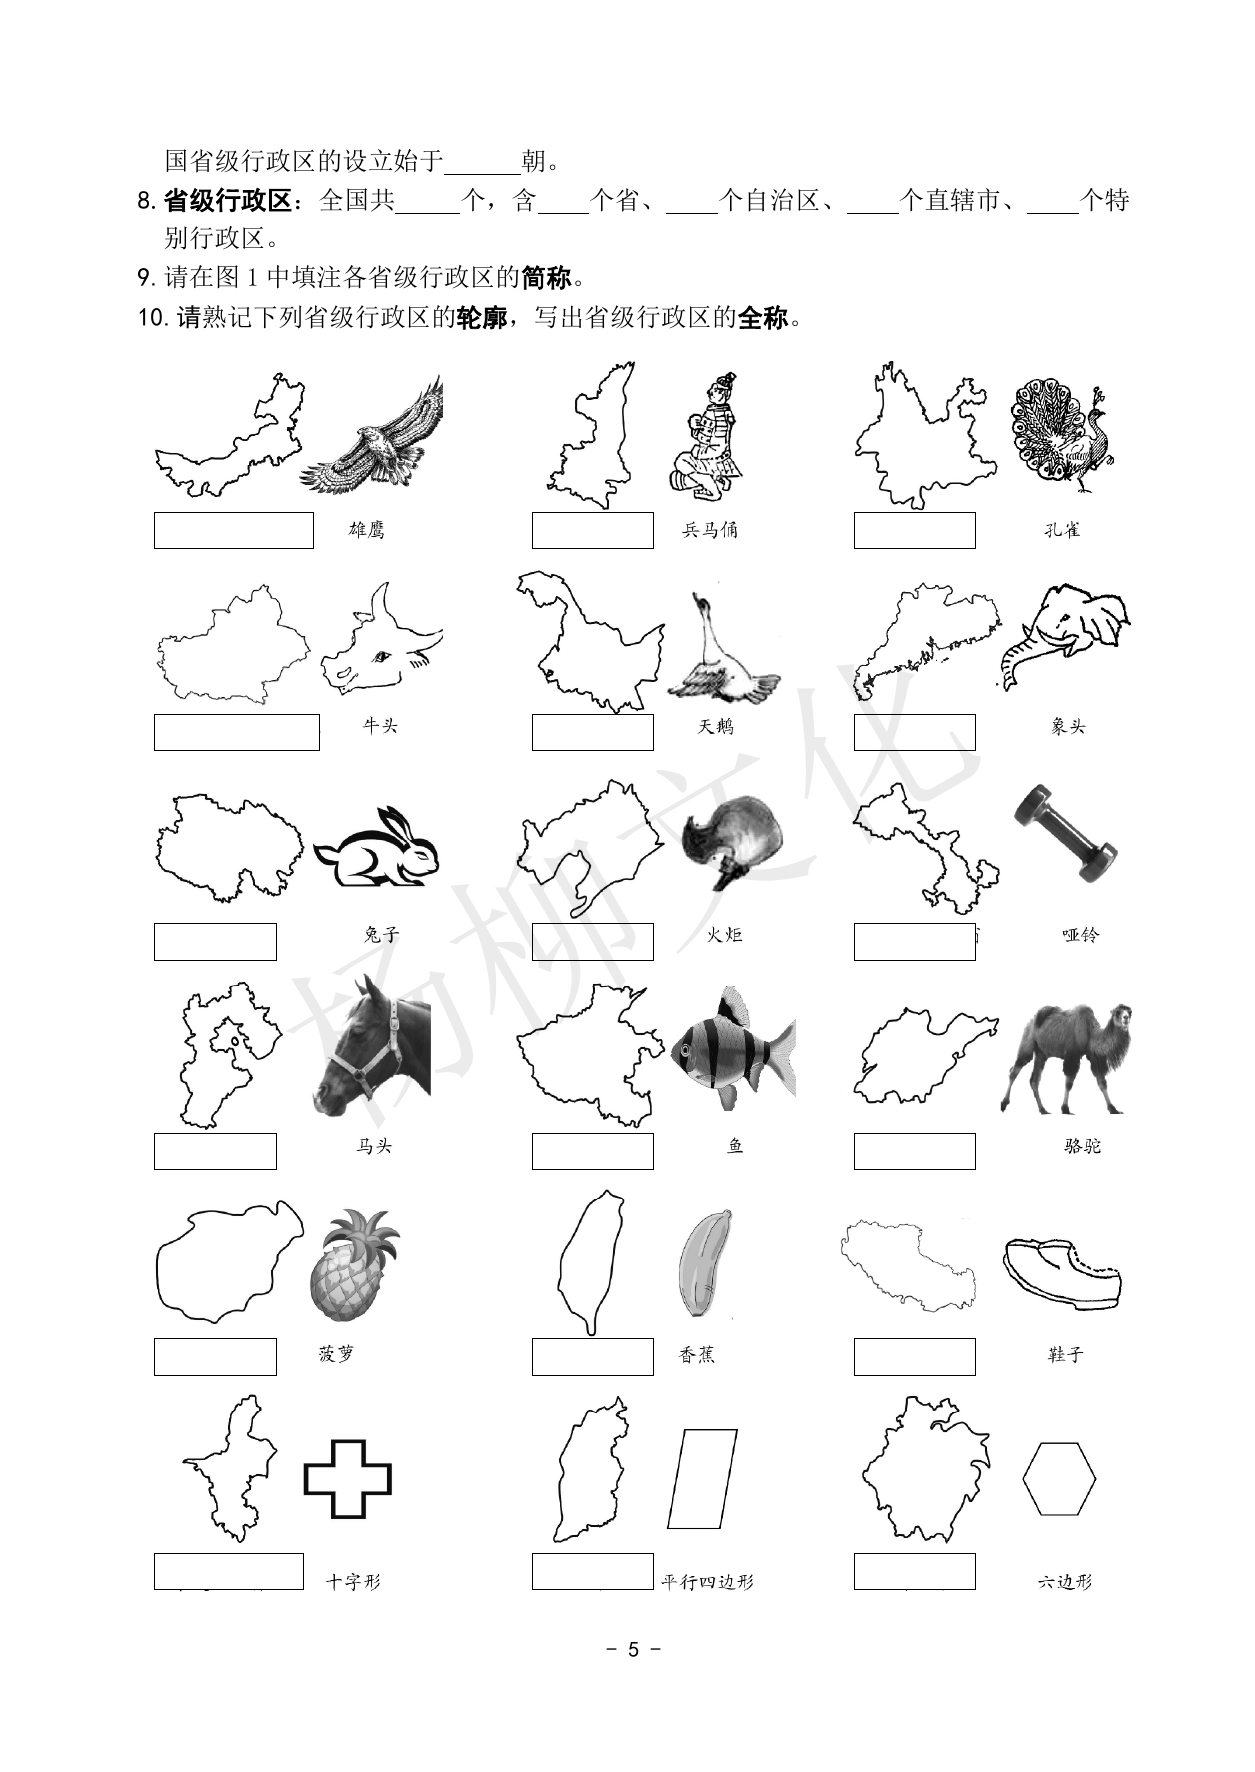 国省级行政区的设立始于______朝。
8.省级行政区：全国共_____个，含____个省、____个自治区、____个直辖市、____个特
别行政区。
9.请在图1中填注各省级行政区的简称。
10.请熟记下列省级行政区的轮廓，写出省级行政区的全称。
雄鹰 兵马俑 孔雀
牛头 天鹅 象头
兔子 火炬 哑铃
马头 鱼 骆驼
菠萝 香蕉 鞋子
十字形 平行四边形 六边形
杨柳文化
- 5 -